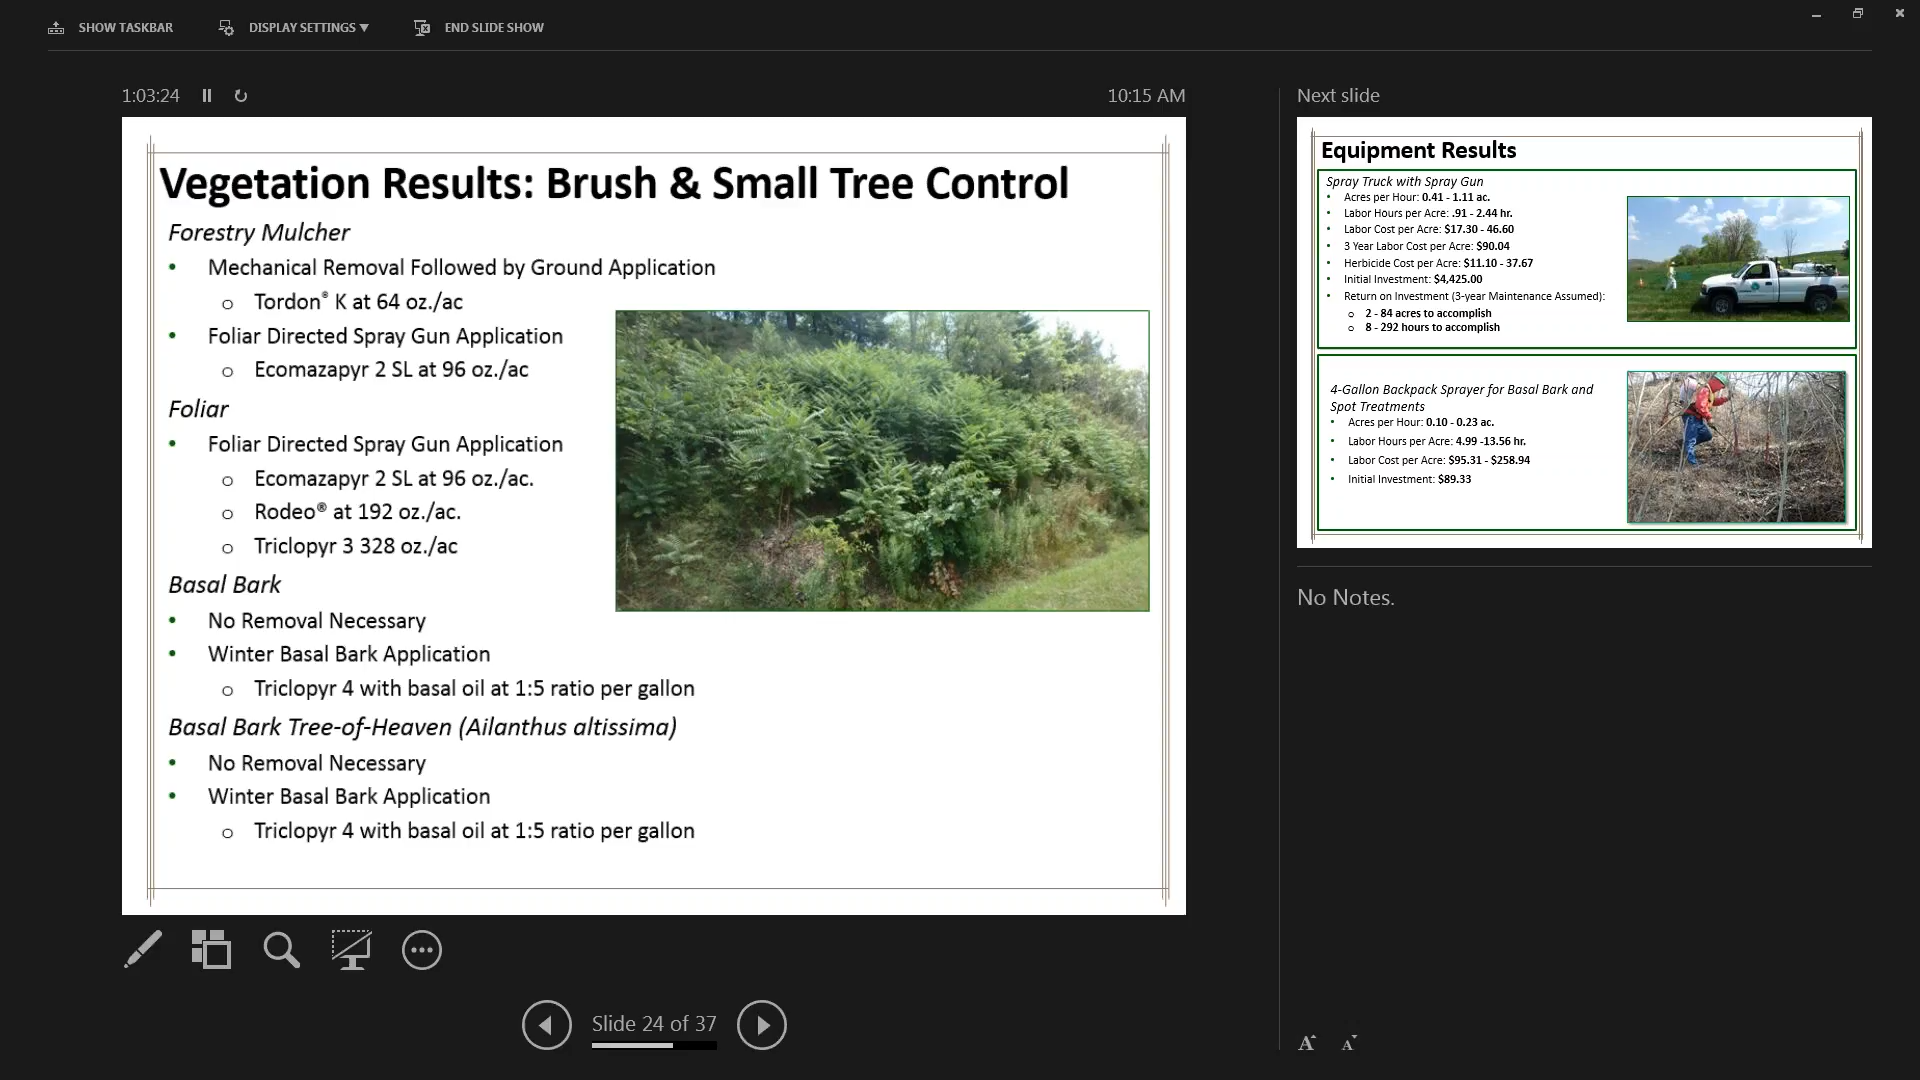 SHOW TASKBAR
DISPLAY SETTINGS
END SLIDE SHOW
1:03:24
10:15 AM
Vegetation Results: Brush & Small Tree Control
Forestry Mulcher
• Mechanical Removal Followed by Ground Application
o Tordon® K at 64 oz./ac
• Foliar Directed Spray Gun Application
o Ecomazapyr 2 SL at 96 oz./ac
Foliar
• Foliar Directed Spray Gun Application
o Ecomazapyr 2 SL at 96 oz./ac.
o Rodeo® at 192 oz./ac.
o Triclopyr 3 328 oz./ac
Basal Bark
• No Removal Necessary
• Winter Basal Bark Application
o Triclopyr 4 with basal oil at 1:5 ratio per gallon
Basal Bark Tree-of-Heaven (Ailanthus altissima)
• No Removal Necessary
• Winter Basal Bark Application
o Triclopyr 4 with basal oil at 1:5 ratio per gallon
Slide 24 of 37
Next slide
Equipment Results
Spray Truck with Spray Gun
• Acres per Hour: 0.41 - 1.11 ac.
• Labor Hours per Acre: .91 - 2.44 hr.
• Labor Cost per Acre: $17.30 - 46.60
• 3 Year Labor Cost per Acre: $90.04
• Herbicide Cost per Acre: $11.10 - 37.67
• Initial Investment: $4,425.00
• Return on Investment (3-year Maintenance Assumed):
o 2 - 84 acres to accomplish
o 8 - 292 hours to accomplish
4-Gallon Backpack Sprayer for Basal Bark and
Spot Treatments
• Acres per Hour: 0.10 - 0.23 ac.
• Labor Hours per Acre: 4.99 -13.56 hr.
• Labor Cost per Acre: $95.31 - $258.94
• Initial Investment: $89.33
No Notes.
A A